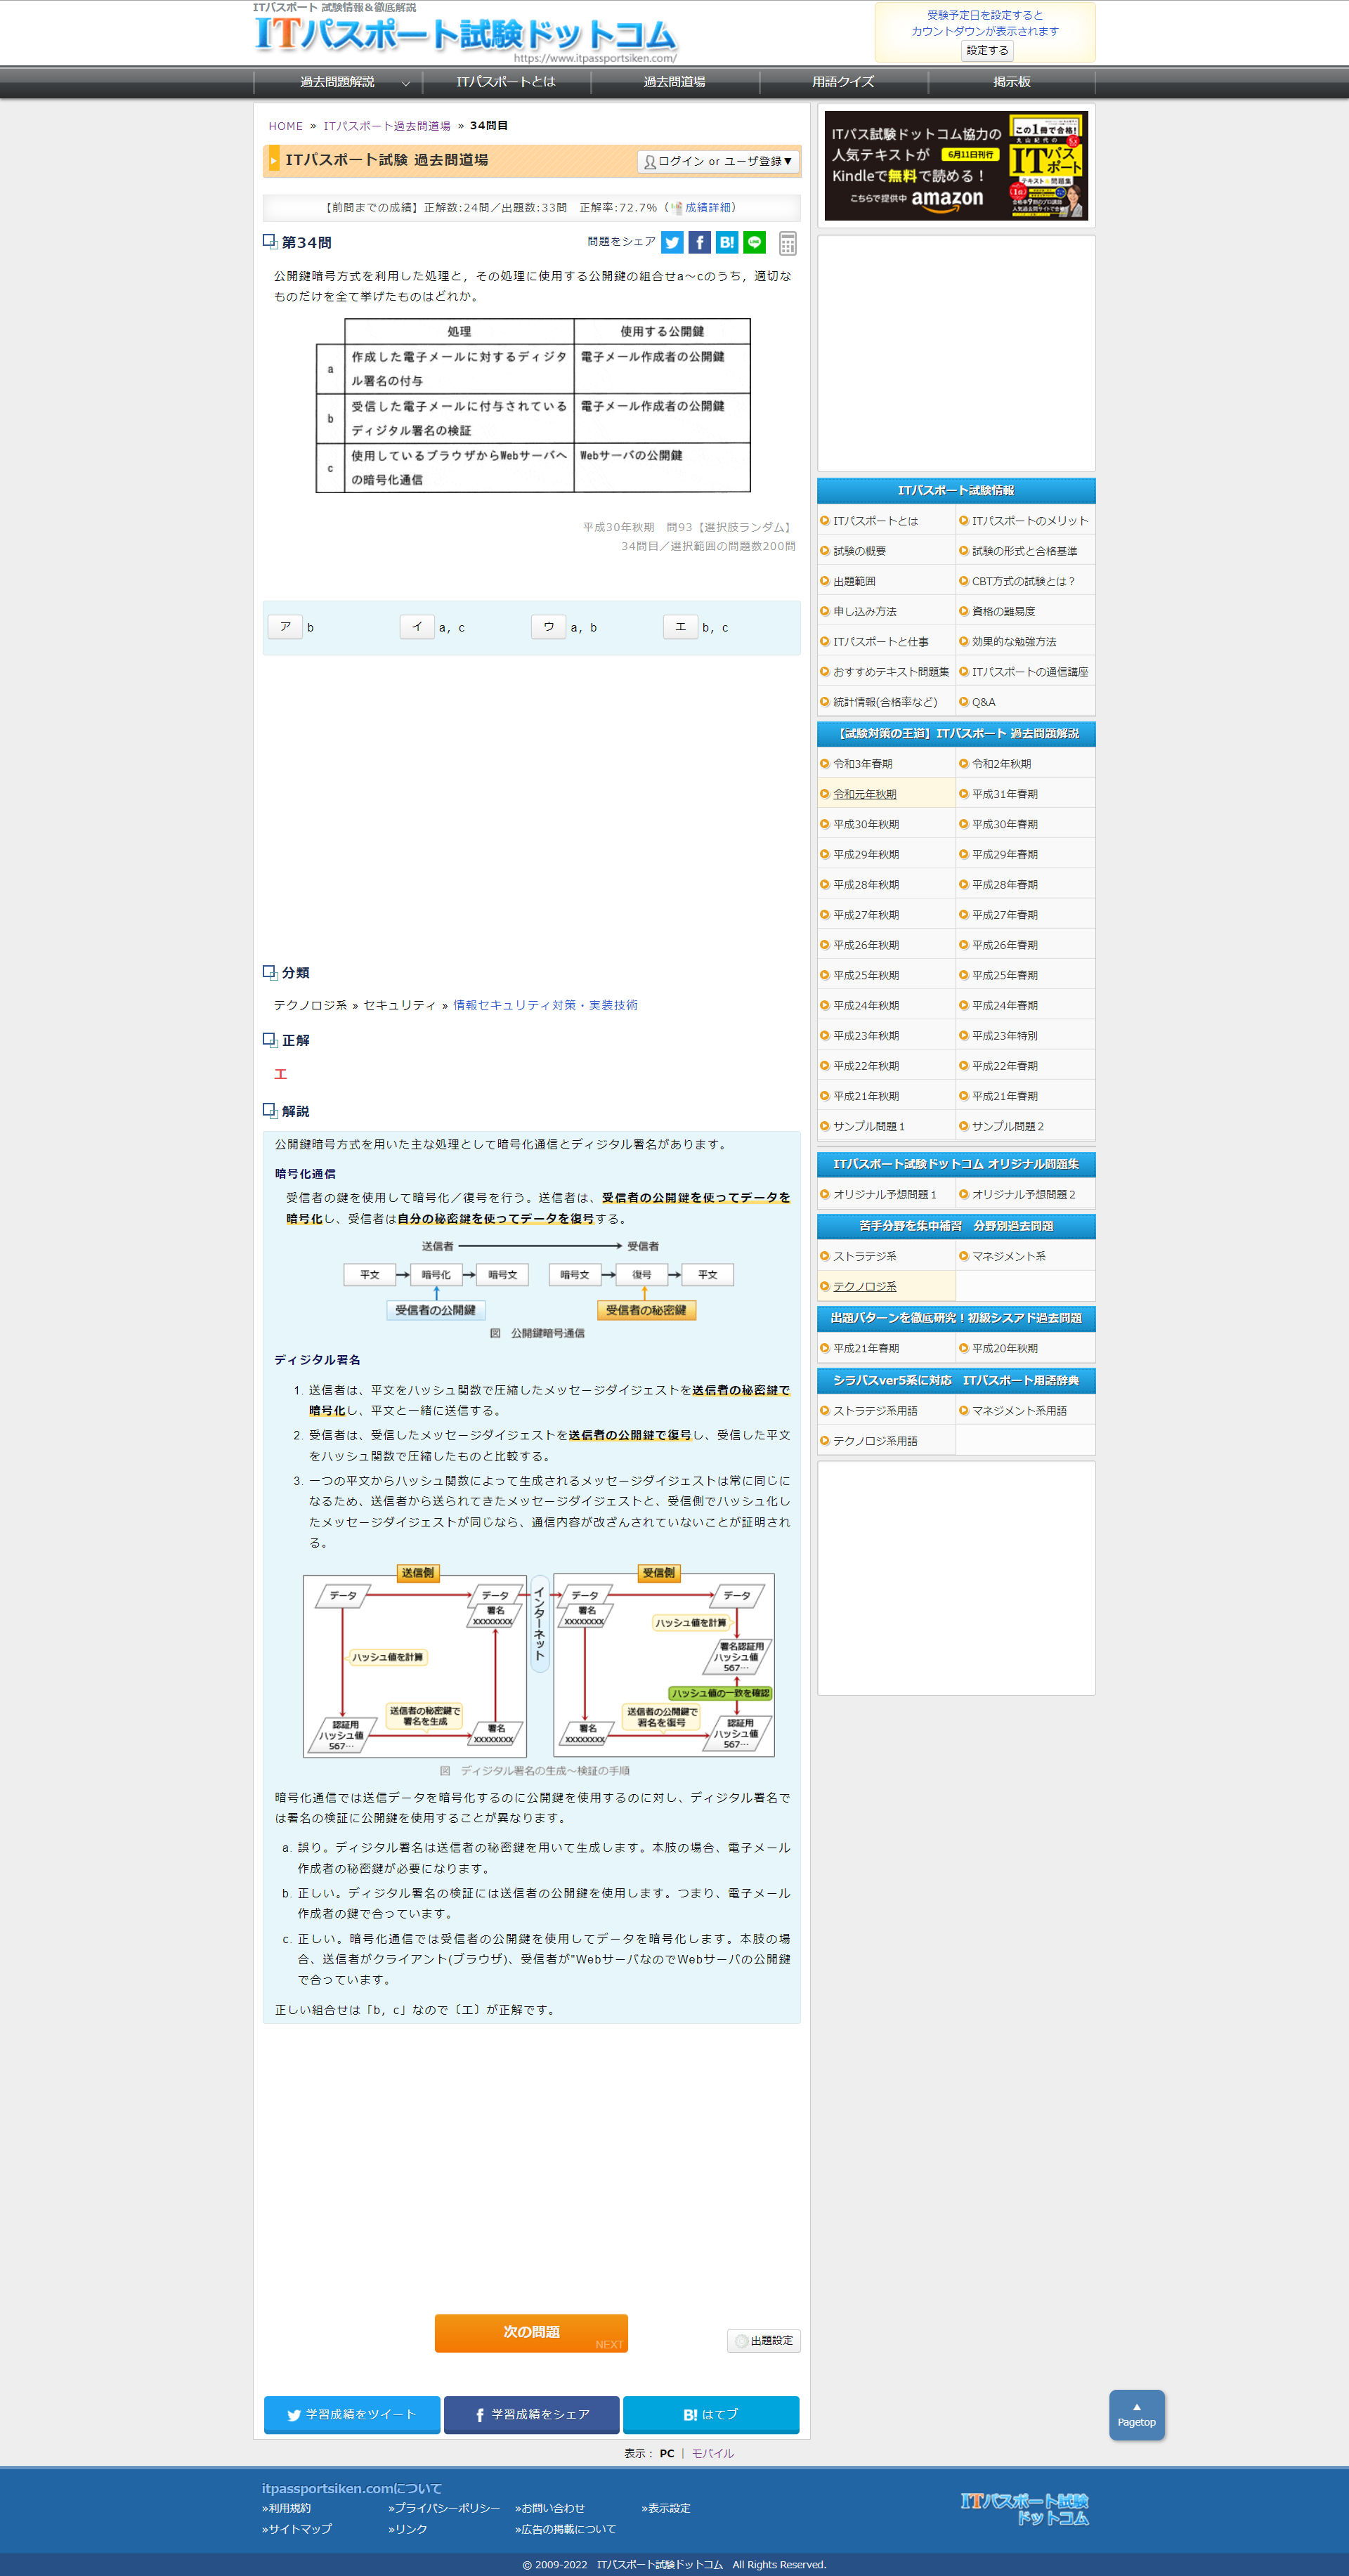 ITパスポート 試験情報＆徹底解説
ITパスポート試験ドットコム
https://www.itpassportsiken.com/
受験予定日を設定すると
カウントダウンが表示されます
設定する
過去問題解説
ITパスポートとは
過去問道場
用語クイズ
掲示板
HOME » ITパスポート過去問道場 » 34問目
ITパスポート試験 過去問道場
ログイン or ユーザ登録▼
【前問までの成績】正解数:24問／出題数:33問　正解率:72.7%（成績詳細）
第34問
問題をシェア
B!
LINE
公開鍵暗号方式を利用した処理と，その処理に使用する公開鍵の組合せa～cのうち，適切な
ものだけを全て挙げたものはどれか。
処理
使用する公開鍵
a
作成した電子メールに対するディジタ
ル署名の付与
電子メール作成者の公開鍵
b
受信した電子メールに付与されている
ディジタル署名の検証
電子メール作成者の公開鍵
c
使用しているブラウザからWebサーバへ
の暗号化通信
Webサーバの公開鍵
平成30年秋期　問93【選択肢ランダム】
34問目／選択範囲の問題数200問
ア b
イ a，c
ウ a，b
エ b，c
分類
テクノロジ系 » セキュリティ » 情報セキュリティ対策・実装技術
正解
エ
解説
公開鍵暗号方式を用いた主な処理として暗号化通信とディジタル署名があります。
暗号化通信
受信者の鍵を使用して暗号化／復号を行う。送信者は、受信者の公開鍵を使ってデータを
暗号化し、受信者は自分の秘密鍵を使ってデータを復号する。
送信者
受信者
平文
暗号化
暗号文
暗号文
復号
平文
受信者の公開鍵
受信者の秘密鍵
図　公開鍵暗号通信
ディジタル署名
1. 送信者は、平文をハッシュ関数で圧縮したメッセージダイジェストを送信者の秘密鍵で
暗号化し、平文と一緒に送信する。
2. 受信者は、受信したメッセージダイジェストを送信者の公開鍵で復号し、受信した平文
をハッシュ関数で圧縮したものと比較する。
3. 一つの平文からハッシュ関数によって生成されるメッセージダイジェストは常に同じに
なるため、送信者から送られてきたメッセージダイジェストと、受信側でハッシュ化し
たメッセージダイジェストが同じなら、通信内容が改ざんされていないことが証明され
る。
送信側
データ
データ
署名
xxxxxxxx
ハッシュ値を計算
送信者の秘密鍵で
署名を生成
認証用
ハッシュ値
567…
署名
xxxxxxxx
インターネット
受信側
データ
署名
xxxxxxxx
データ
ハッシュ値を計算
署名認証用
ハッシュ値
567…
ハッシュ値の一致を確認
送信者の公開鍵で
署名を復号
署名
xxxxxxxx
認証用
ハッシュ値
567…
図　ディジタル署名の生成～検証の手順
暗号化通信では送信データを暗号化するのに公開鍵を使用するのに対し、ディジタル署名で
は署名の検証に公開鍵を使用することが異なります。
a. 誤り。ディジタル署名は送信者の秘密鍵を用いて生成します。本肢の場合、電子メール
作成者の秘密鍵が必要になります。
b. 正しい。ディジタル署名の検証には送信者の公開鍵を使用します。つまり、電子メール
作成者の鍵で合っています。
c. 正しい。暗号化通信では受信者の公開鍵を使用してデータを暗号化します。本肢の場
合、送信者がクライアント(ブラウザ)、受信者が"WebサーバなのでWebサーバの公開鍵
で合っています。
正しい組合せは「b，c」なので〔エ〕が正解です。
次の問題
NEXT
出題設定
学習成績をツイート
学習成績をシェア
B! はてブ
ITパス試験ドットコム協力の
人気テキストが 6月11日刊行
Kindleで無料で読める！
こちらで提供中 amazon
この1冊で合格！
ITパスポート
ITパスポート試験情報
ITパスポートとは
ITパスポートのメリット
試験の概要
試験の形式と合格基準
出題範囲
CBT方式の試験とは？
申し込み方法
資格の難易度
ITパスポートと仕事
効果的な勉強方法
おすすめテキスト問題集
ITパスポートの通信講座
統計情報(合格率など)
Q&A
【試験対策の王道】ITパスポート 過去問題解説
令和3年春期
令和2年秋期
令和元年秋期
平成31年春期
平成30年秋期
平成30年春期
平成29年秋期
平成29年春期
平成28年秋期
平成28年春期
平成27年秋期
平成27年春期
平成26年秋期
平成26年春期
平成25年秋期
平成25年春期
平成24年秋期
平成24年春期
平成23年秋期
平成23年特別
平成22年秋期
平成22年春期
平成21年秋期
平成21年春期
サンプル問題１
サンプル問題２
ITパスポート試験ドットコム オリジナル問題集
オリジナル予想問題１
オリジナル予想問題２
苦手分野を集中補習　分野別過去問題
ストラテジ系
マネジメント系
テクノロジ系
出題パターンを徹底研究！初級シスアド過去問題
平成21年春期
平成20年秋期
シラバスver5系に対応　ITパスポート用語辞典
ストラテジ系用語
マネジメント系用語
テクノロジ系用語
▲
Pagetop
表示： PC ｜ モバイル
itpassportsiken.comについて
»利用規約
»プライバシーポリシー
»お問い合わせ
»表示設定
»サイトマップ
»リンク
»広告の掲載について
ITパスポート試験
ドットコム
© 2009-2022　ITパスポート試験ドットコム　All Rights Reserved.